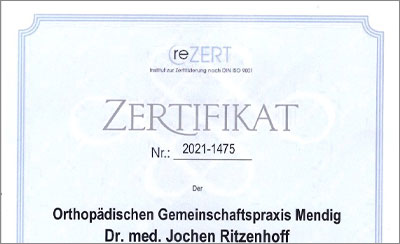 reZERT
Institut zur Zertifizierung nach DIN ISO 9001
ZERTIFIKAT
Nr.: 2021-1475
Der
Orthopädischen Gemeinschaftspraxis Mendig
Dr. med. Jochen Ritzenhoff